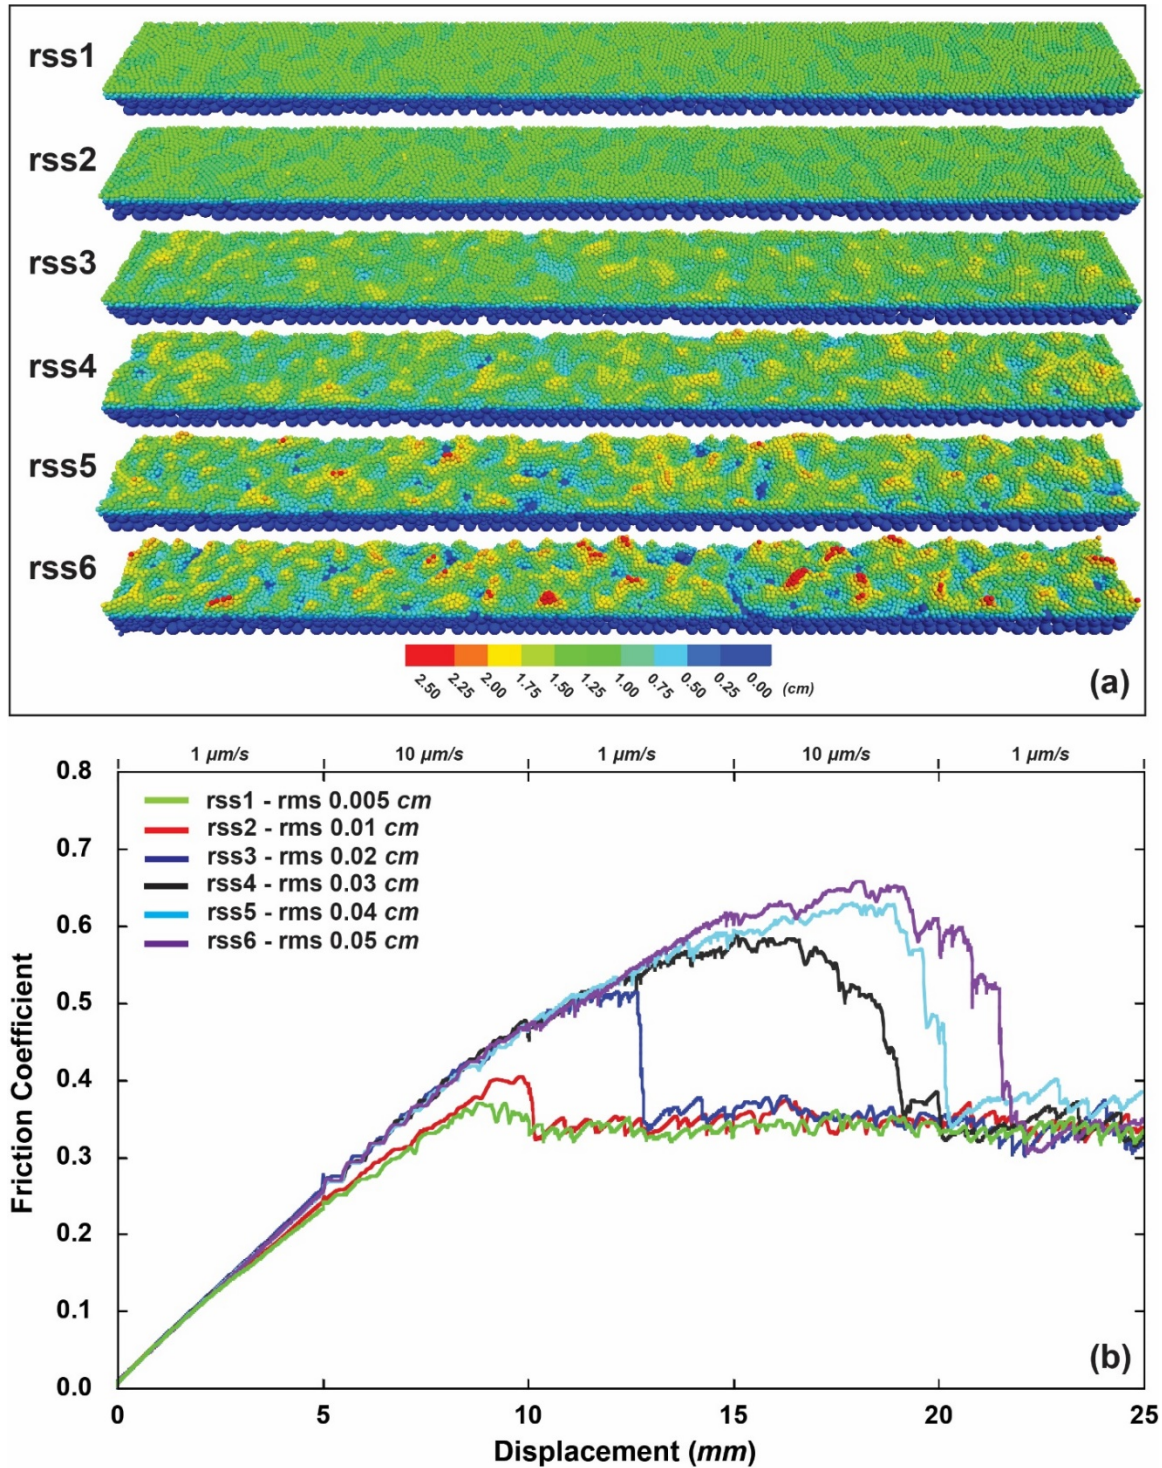 rss1
rss2
rss3
rss4
rss5
rss6
2.50 2.25 2.00 1.75 1.50 1.25 1.00 0.75 0.50 0.25 0.00 (cm)
(a)
1 μm/s 10 μm/s 1 μm/s 10 μm/s 1 μm/s
0.8
0.7
0.6
0.5
0.4
0.3
0.2
0.1
0.0
Friction Coefficient
rss1 - rms 0.005 cm
rss2 - rms 0.01 cm
rss3 - rms 0.02 cm
rss4 - rms 0.03 cm
rss5 - rms 0.04 cm
rss6 - rms 0.05 cm
(b)
0 5 10 15 20 25
Displacement (mm)